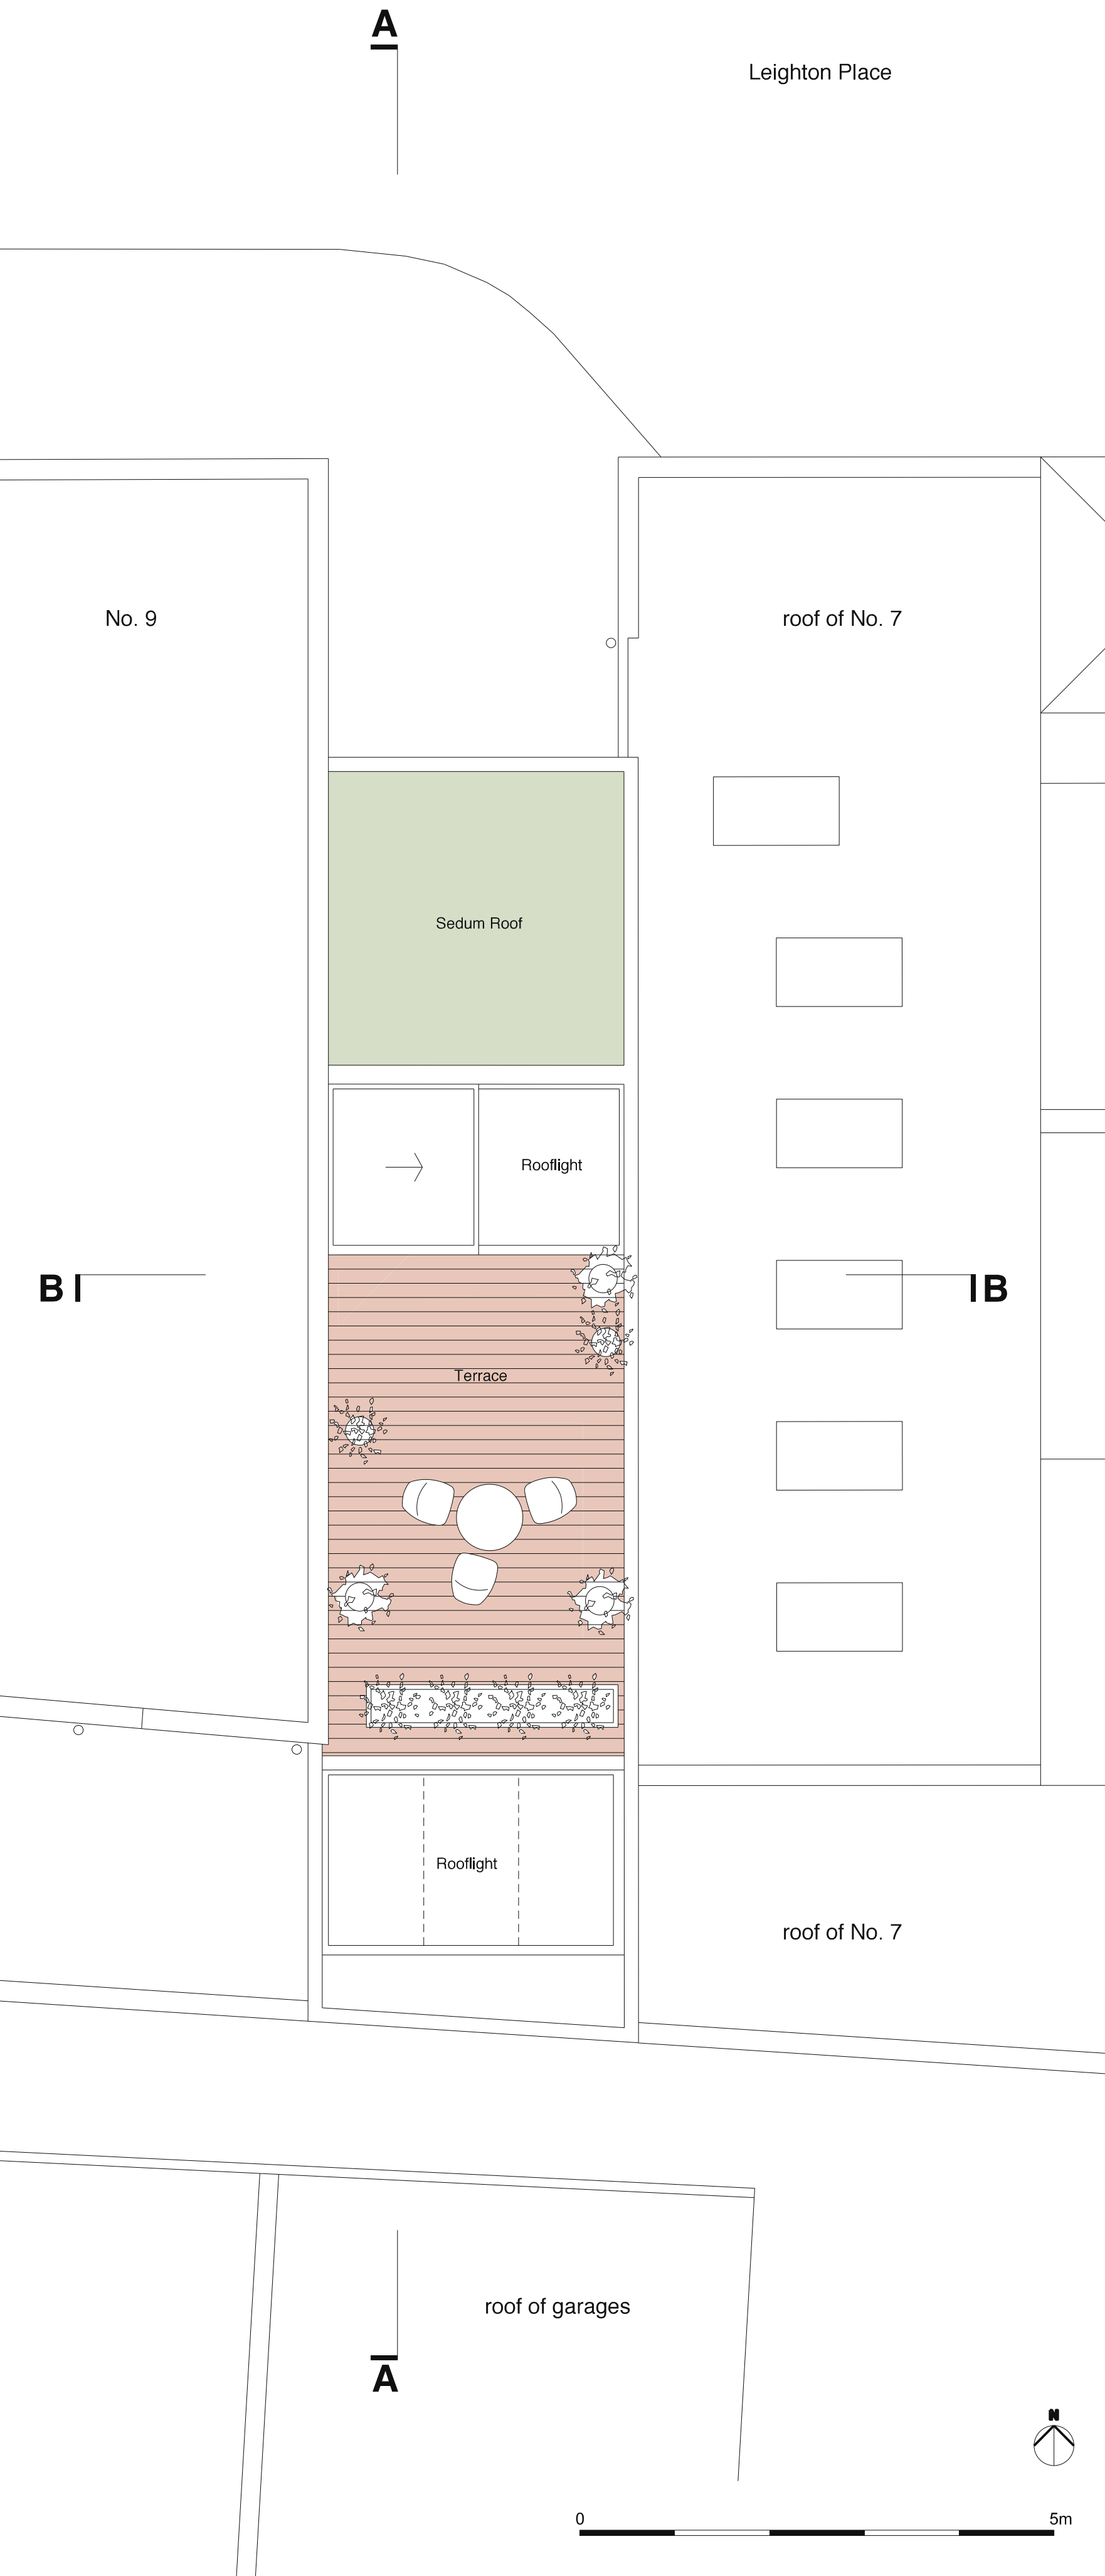 A
Leighton Place
No. 9
roof of No. 7
Sedum Roof
Rooflight
B
B
Terrace
Rooflight
roof of No. 7
roof of garages
A
N
0
5m